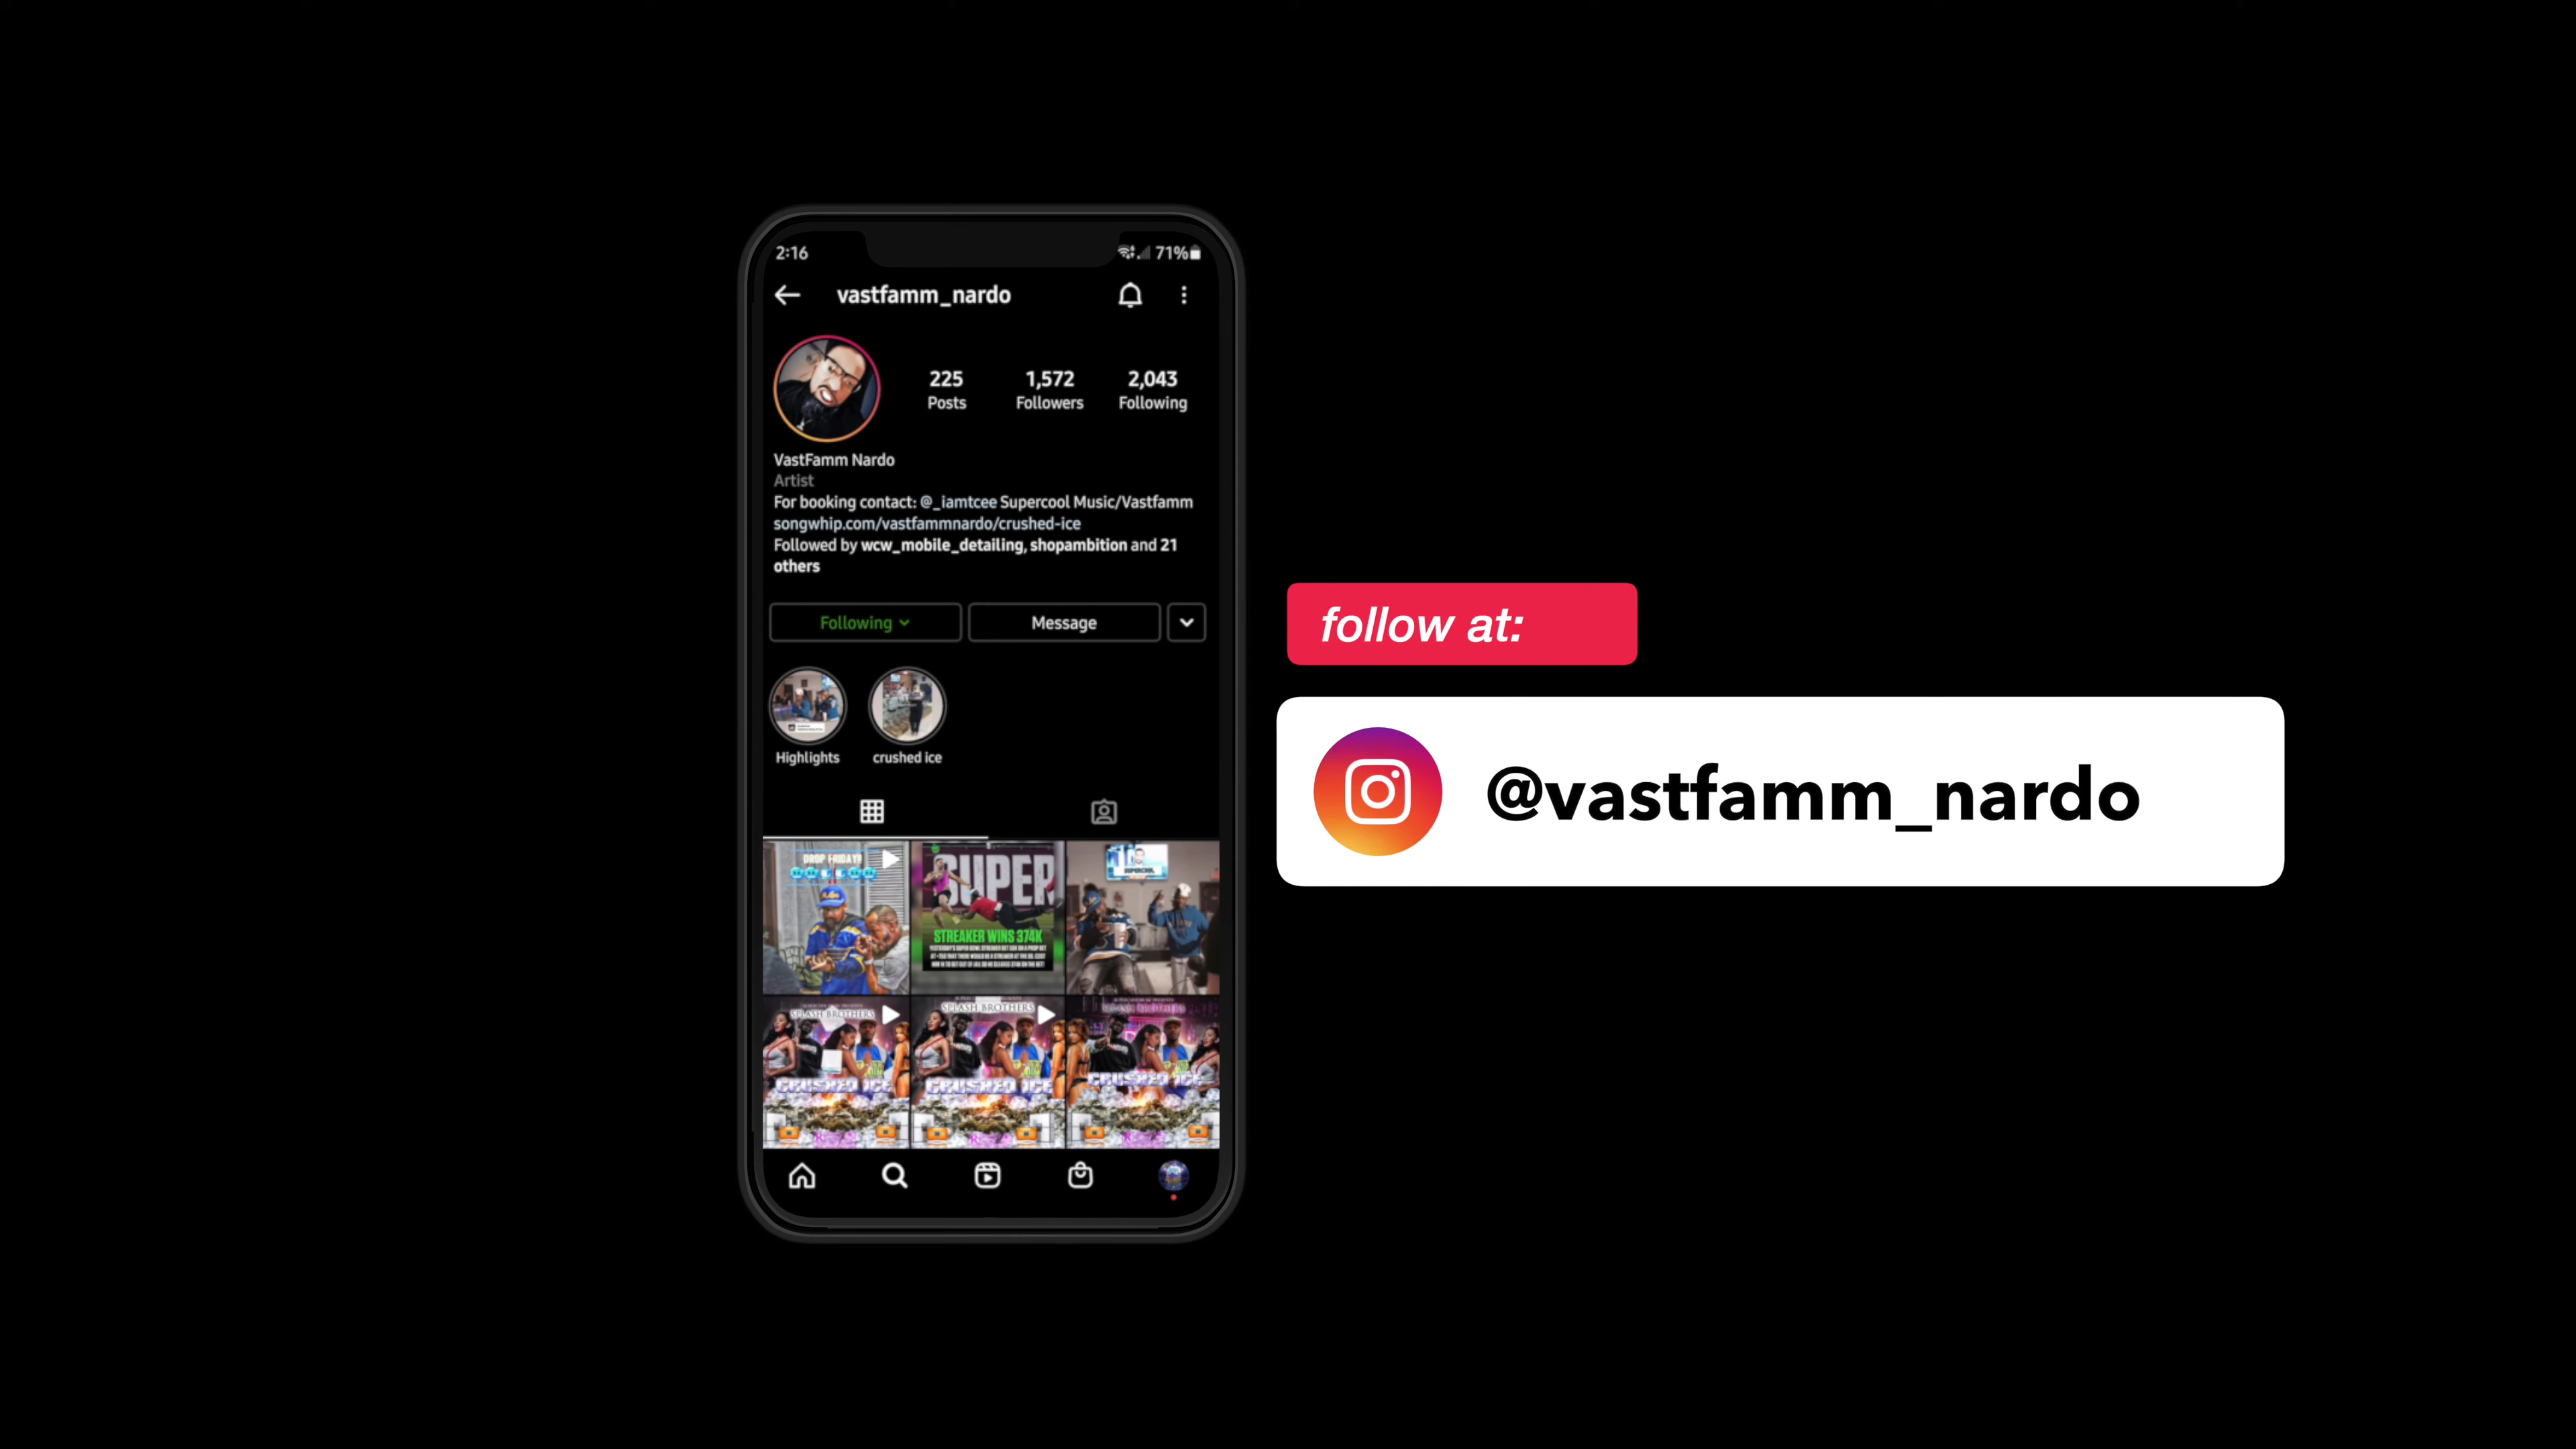 2:16
71%
vastfamm_nardo
225
1,572
2,043
Posts
Followers
Following
VastFamm Nardo
Artist
For booking contact: @_iamtcee Supercool Music/Vastfamm
songwhip.com/vastfammnardo/crushed-ice
Followed by wcw_mobile_detailing, shopambition and 21
others
Following
Message
Highlights
crushed ice
DROP FRIDAY!
SUPER
STREAKER WINS 374K
SUPERCOOL
SPLASH BROTHERS
CRUSHED ICE
SPLASH BROTHERS
CRUSHED ICE
SPLASH BROTHERS
CRUSHED ICE
follow at:
@vastfamm_nardo